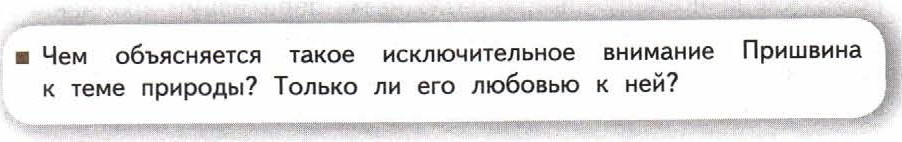 Чем объясняется такое исключительное внимание Пришвина
к теме природы? Только ли его любовью к ней?